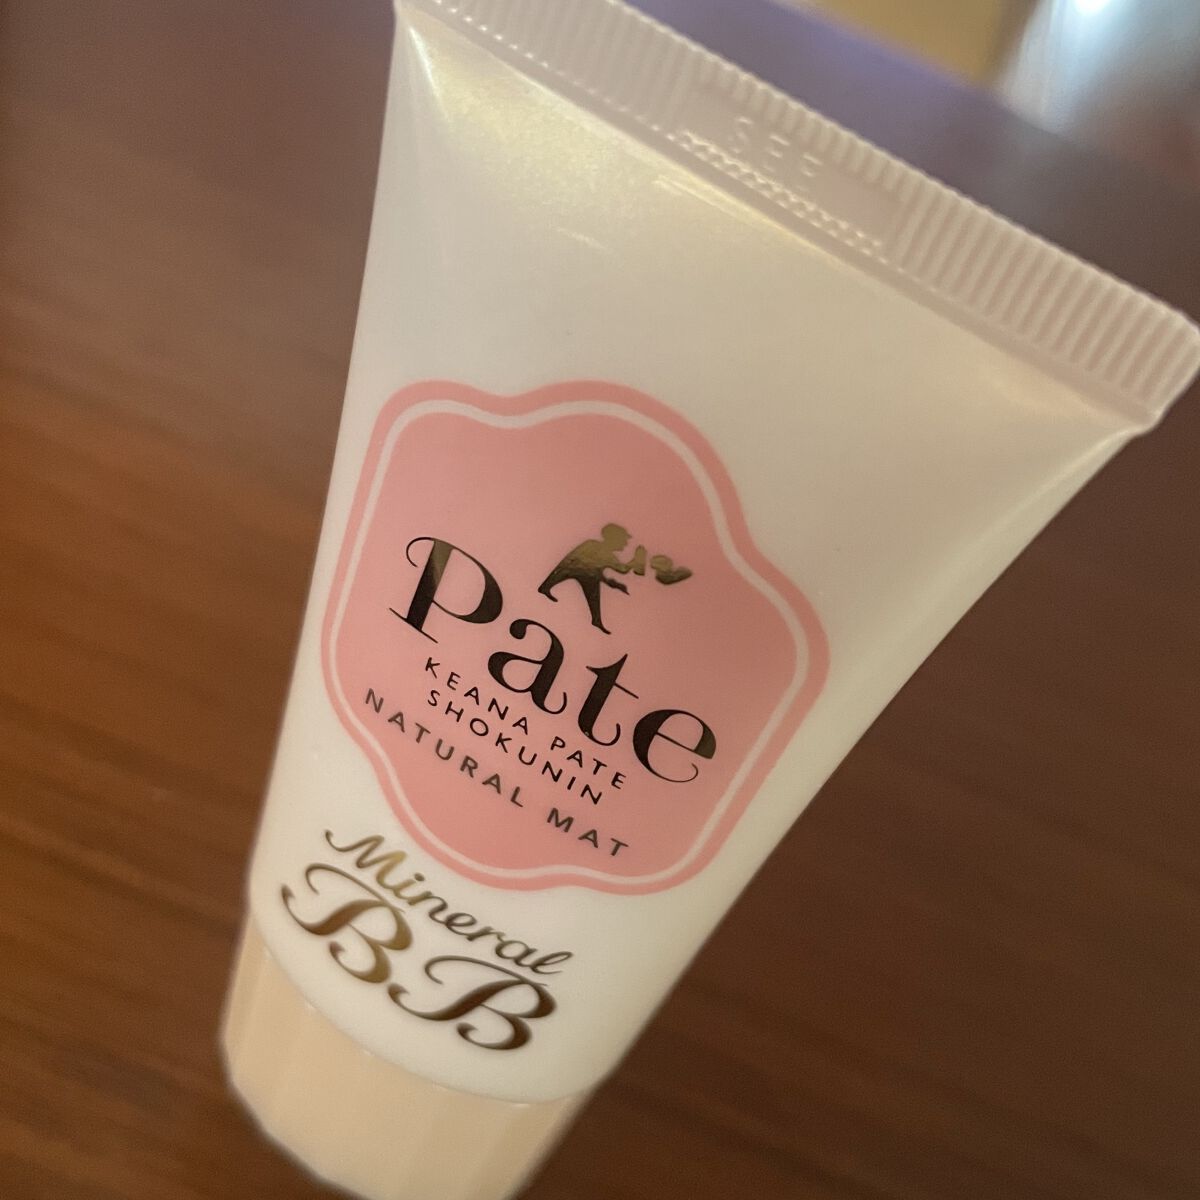 Pate
KEANA PATE
SHOKUNIN
NATURAL MAT
Mineral
BB